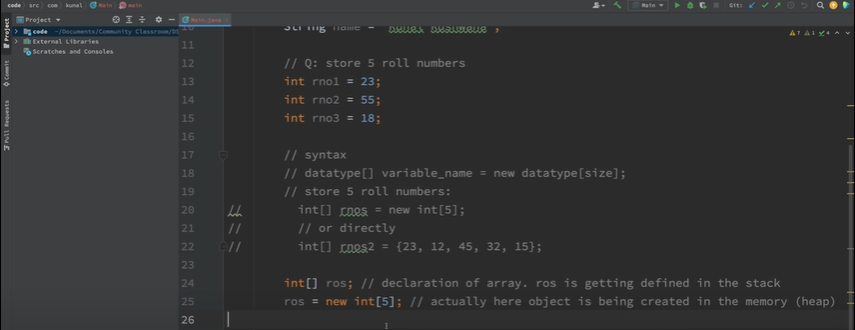 code src com kunal Main main
Main
Git:
Project
Main.java
code ~/Documents/Community Classroom/DS
External Libraries
Scratches and Consoles
Project
Commit
Pull Requests
7 1 4
10 String name =
11
12 // Q: store 5 roll numbers
13 int rno1 = 23;
14 int rno2 = 55;
15 int rno3 = 18;
16
17 // syntax
18 // datatype[] variable_name = new datatype[size];
19 // store 5 roll numbers:
20 // int[] rnos = new int[5];
21 // // or directly
22 // int[] rnos2 = {23, 12, 45, 32, 15};
23
24 int[] ros; // declaration of array. ros is getting defined in the stack
25 ros = new int[5]; // actually here object is being created in the memory (heap)
26